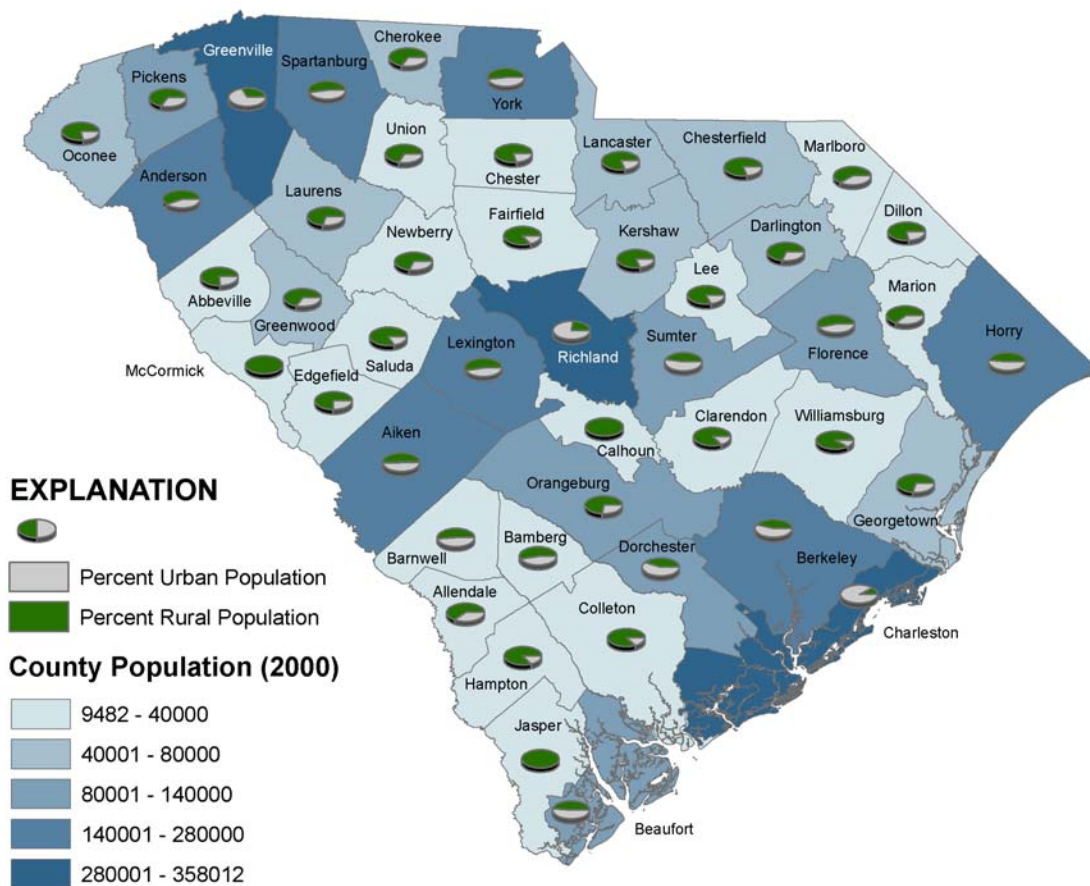 Greenville
Cherokee
Spartanburg
Pickens
York
Oconee
Union
Lancaster
Chesterfield
Marlboro
Anderson
Chester
Laurens
Dillon
Fairfield
Newberry
Kershaw
Darlington
Lee
Marion
Abbeville
Greenwood
Horry
Saluda
Lexington
Richland
Sumter
Florence
McCormick
Edgefield
Clarendon
Williamsburg
Aiken
Calhoun
Orangeburg
Georgetown
Barnwell
Bamberg
Dorchester
Berkeley
Allendale
Colleton
Charleston
Hampton
Jasper
Beaufort
EXPLANATION
Percent Urban Population
Percent Rural Population
County Population (2000)
9482 - 40000
40001 - 80000
80001 - 140000
140001 - 280000
280001 - 358012